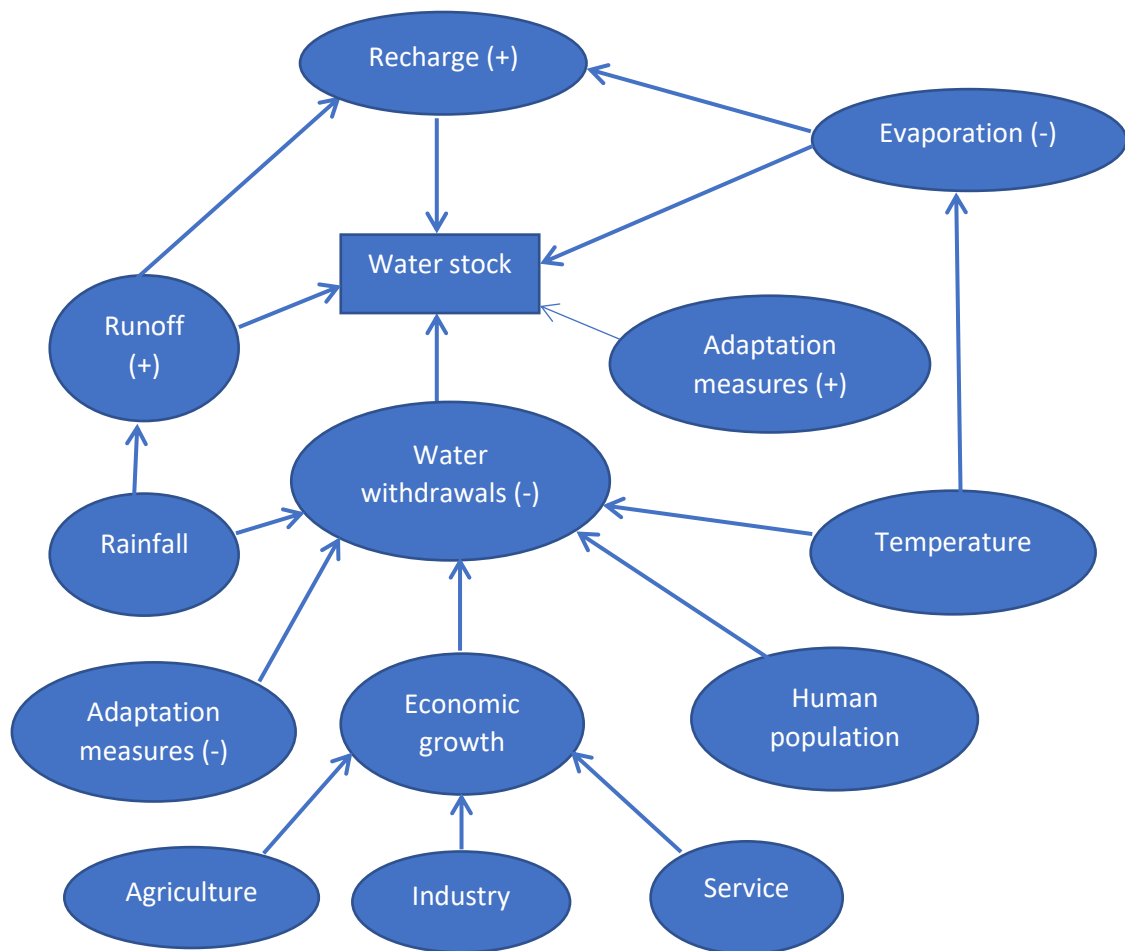 Recharge (+)
Evaporation (-)
Water stock
Runoff
(+)
Adaptation
measures (+)
Water
withdrawals (-)
Rainfall
Temperature
Adaptation
measures (-)
Economic
growth
Human
population
Agriculture
Industry
Service